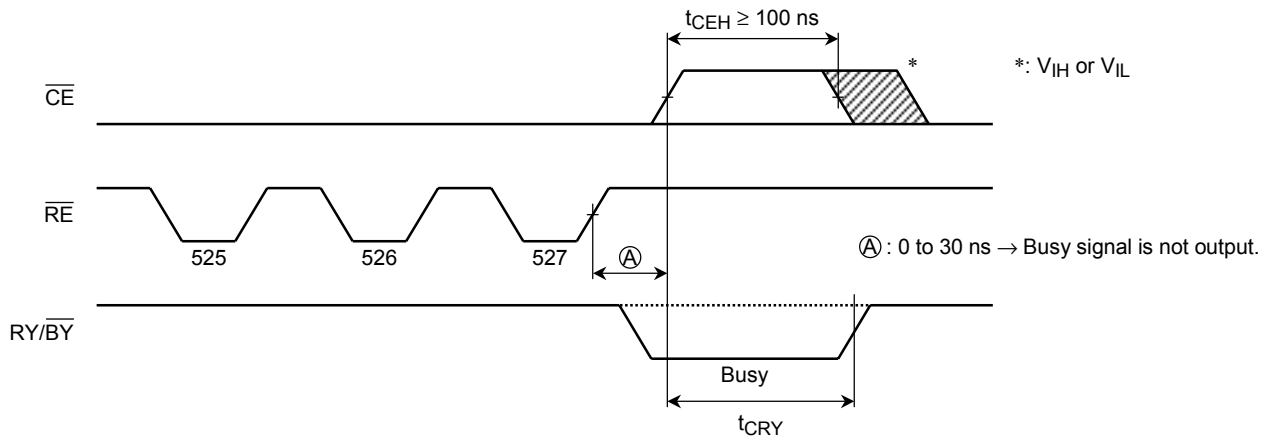 tCEH ≥ 100 ns
*
*: VIH or VIL
CE
RE
525
526
527
A
A : 0 to 30 ns → Busy signal is not output.
RY/BY
Busy
tCRY